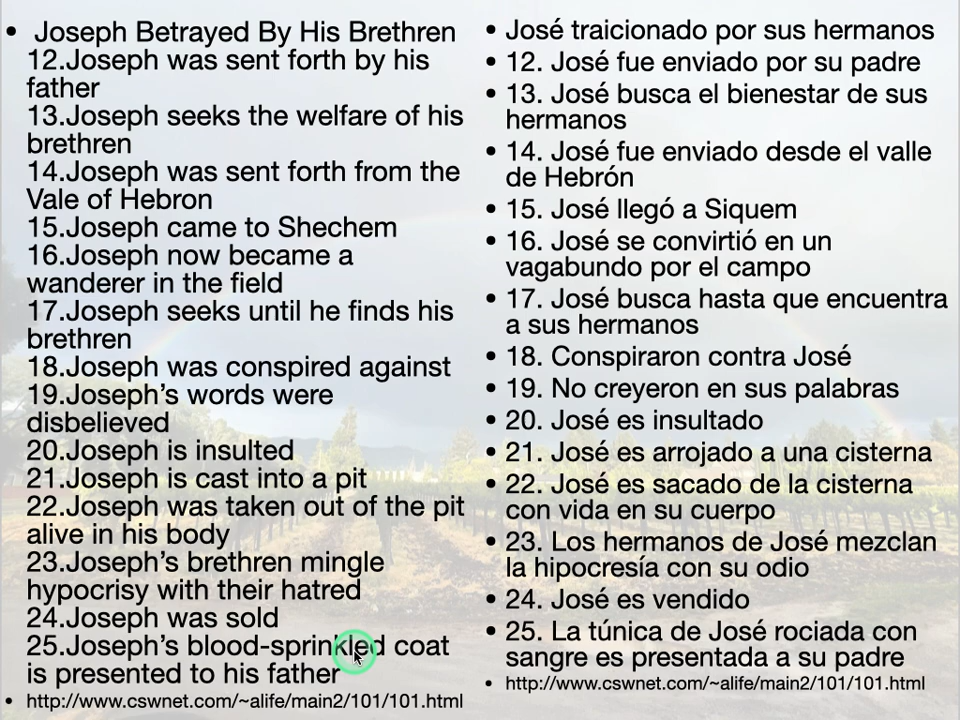 • Joseph Betrayed By His Brethren
12.Joseph was sent forth by his
father
13.Joseph seeks the welfare of his
brethren
14.Joseph was sent forth from the
Vale of Hebron
15.Joseph came to Shechem
16.Joseph now became a
wanderer in the field
17.Joseph seeks until he finds his
brethren
18.Joseph was conspired against
19.Joseph’s words were
disbelieved
20.Joseph is insulted
21.Joseph is cast into a pit
22.Joseph was taken out of the pit
alive in his body
23.Joseph’s brethren mingle
hypocrisy with their hatred
24.Joseph was sold
25.Joseph’s blood-sprinkled coat
is presented to his father
• http://www.cswnet.com/~alife/main2/101/101.html
• José traicionado por sus hermanos
• 12. José fue enviado por su padre
• 13. José busca el bienestar de sus
hermanos
• 14. José fue enviado desde el valle
de Hebrón
• 15. José llegó a Siquem
• 16. José se convirtió en un
vagabundo por el campo
• 17. José busca hasta que encuentra
a sus hermanos
• 18. Conspiraron contra José
• 19. No creyeron en sus palabras
• 20. José es insultado
• 21. José es arrojado a una cisterna
• 22. José es sacado de la cisterna
con vida en su cuerpo
• 23. Los hermanos de José mezclan
la hipocresía con su odio
• 24. José es vendido
• 25. La túnica de José rociada con
sangre es presentada a su padre
• http://www.cswnet.com/~alife/main2/101/101.html